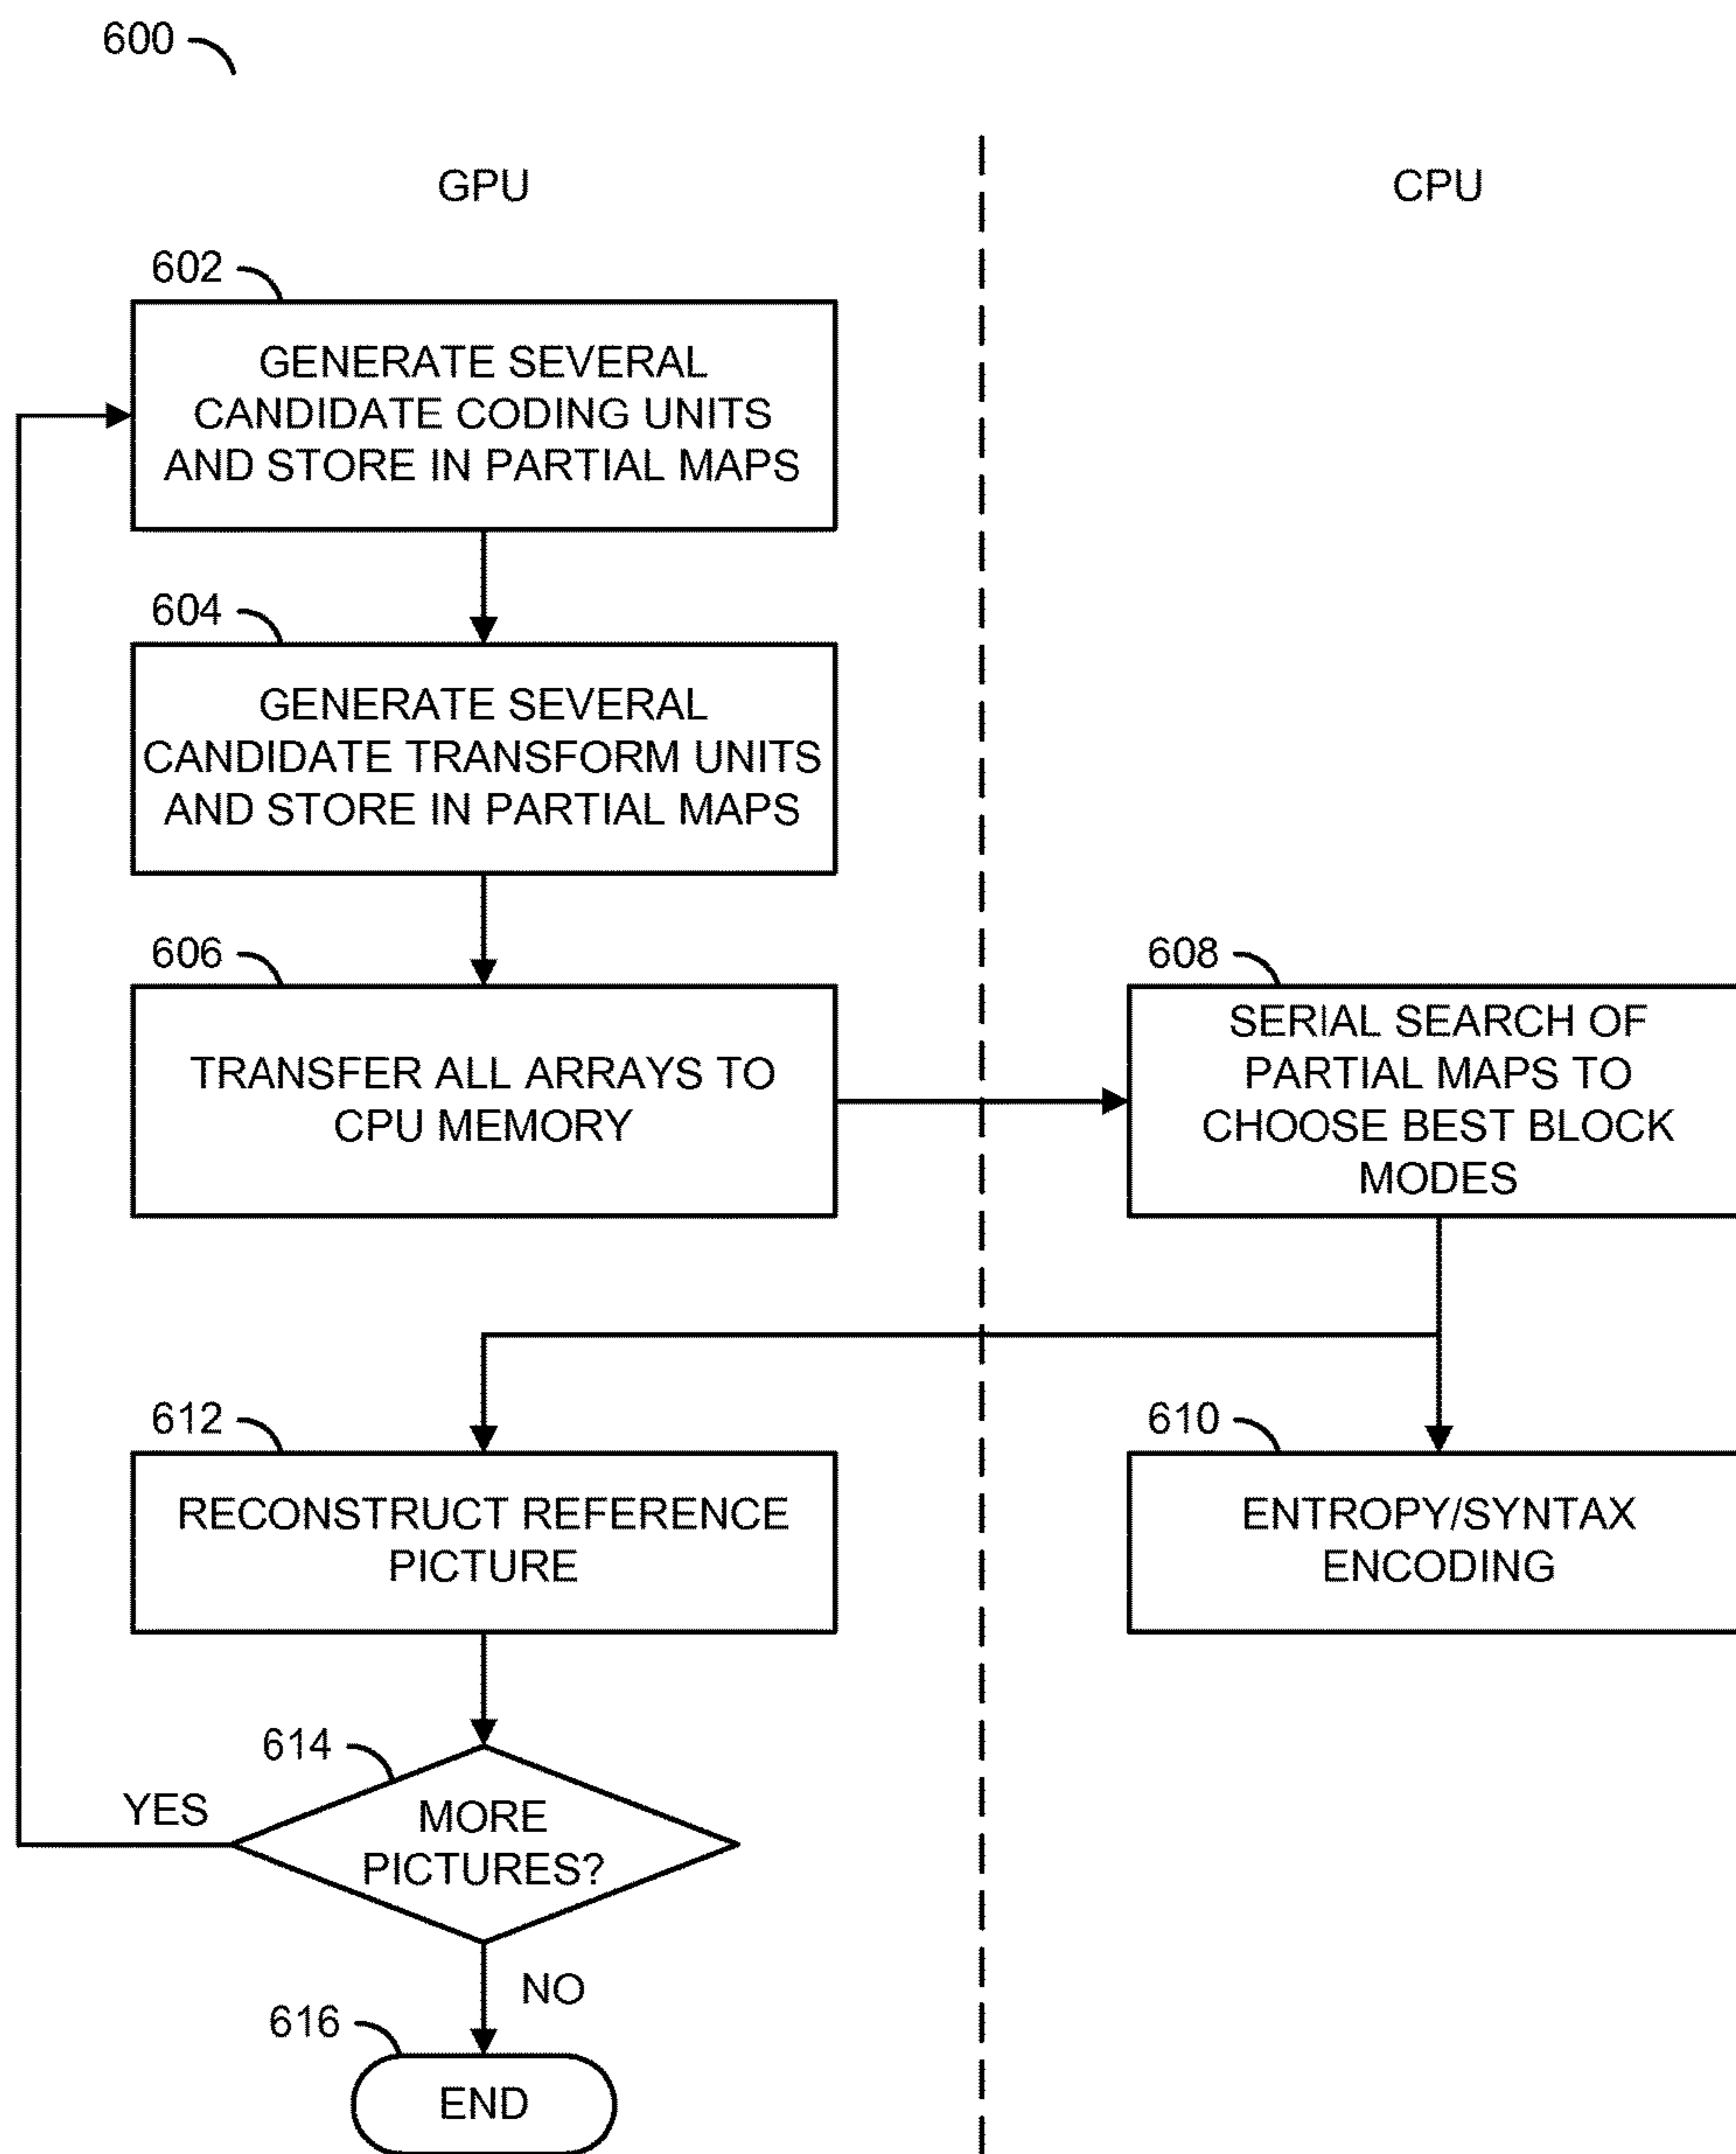 600
GPU
CPU
602
GENERATE SEVERAL
CANDIDATE CODING UNITS
AND STORE IN PARTIAL MAPS
604
GENERATE SEVERAL
CANDIDATE TRANSFORM UNITS
AND STORE IN PARTIAL MAPS
606
TRANSFER ALL ARRAYS TO
CPU MEMORY
608
SERIAL SEARCH OF
PARTIAL MAPS TO
CHOOSE BEST BLOCK
MODES
612
RECONSTRUCT REFERENCE
PICTURE
610
ENTROPY/SYNTAX
ENCODING
614
MORE
PICTURES?
YES
NO
616
END